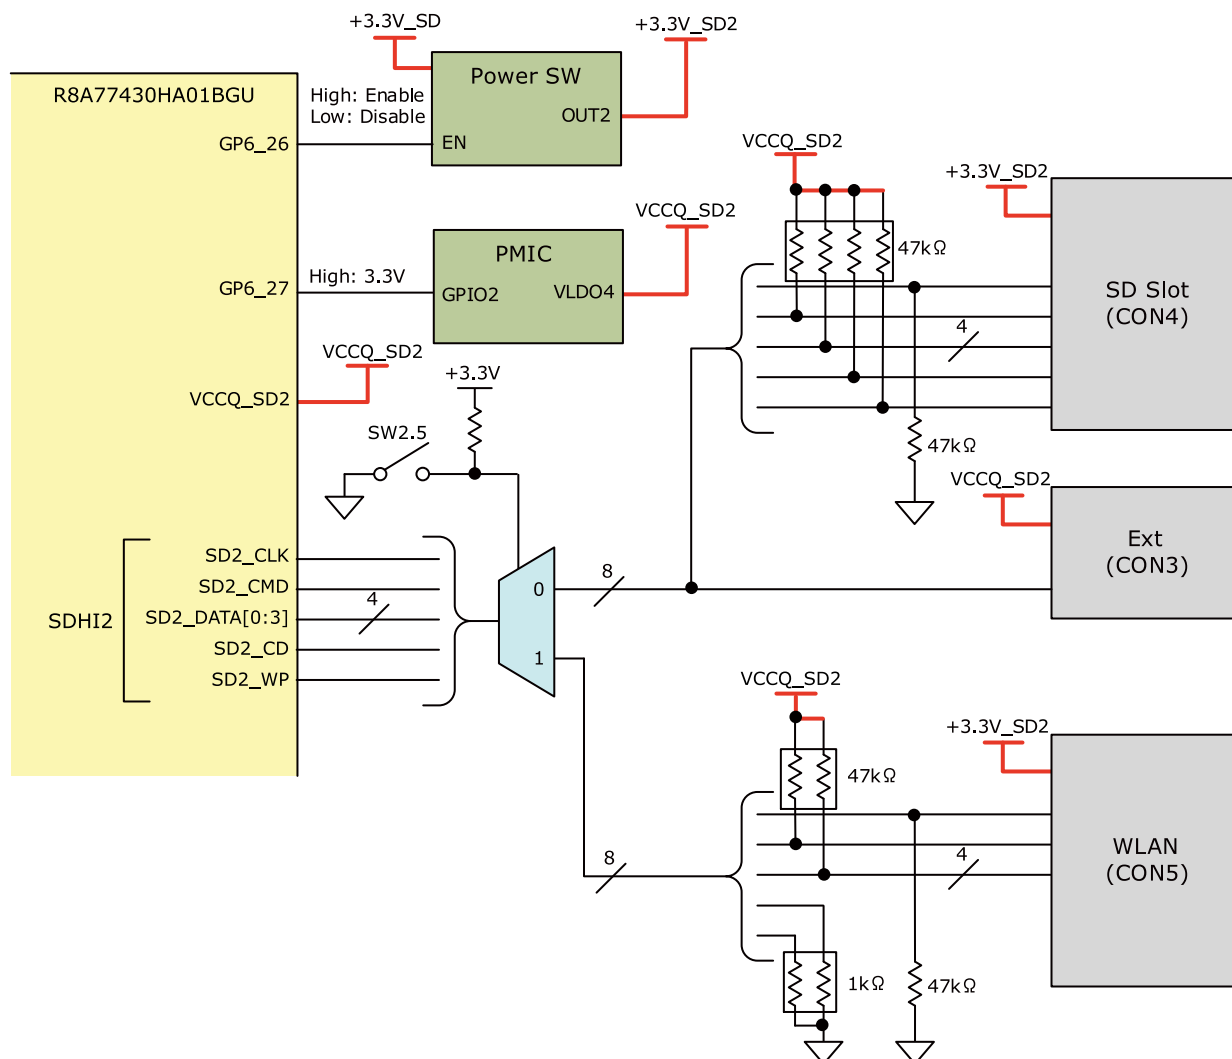 +3.3V_SD
+3.3V_SD2
R8A77430HA01BGU
High: Enable
Low: Disable
Power SW
OUT2
EN
GP6_26
VCCQ_SD2
+3.3V_SD2
47kΩ
SD Slot
(CON4)
4
47kΩ
VCCQ_SD2
PMIC
GPIO2
VLDO4
High: 3.3V
GP6_27
VCCQ_SD2
VCCQ_SD2
+3.3V
SW2.5
VCCQ_SD2
Ext
(CON3)
SDHI2
SD2_CLK
SD2_CMD
SD2_DATA[0:3]
SD2_CD
SD2_WP
4
0
1
8
VCCQ_SD2
+3.3V_SD2
47kΩ
8
4
WLAN
(CON5)
1kΩ
47kΩ